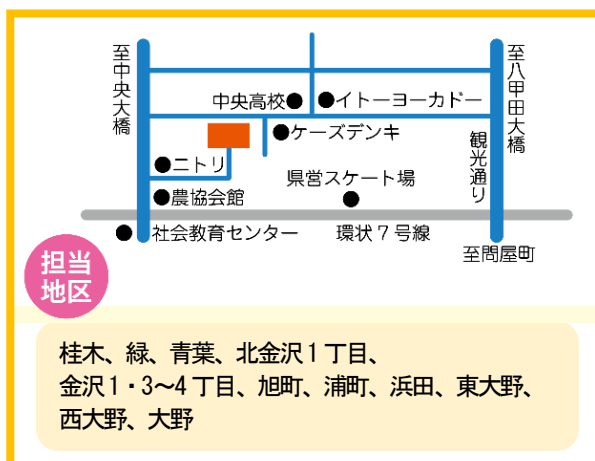 至中央大橋
至八甲田大橋
中央高校●
●イトーヨーカドー
●ケーズデンキ
観光通り
●ニトリ
県営スケート場
●農協会館
社会教育センター
環状7号線
至問屋町
担当
地区
桂木、緑、青葉、北金沢1丁目、
金沢1・3〜4丁目、旭町、浦町、浜田、東大野、
西大野、大野